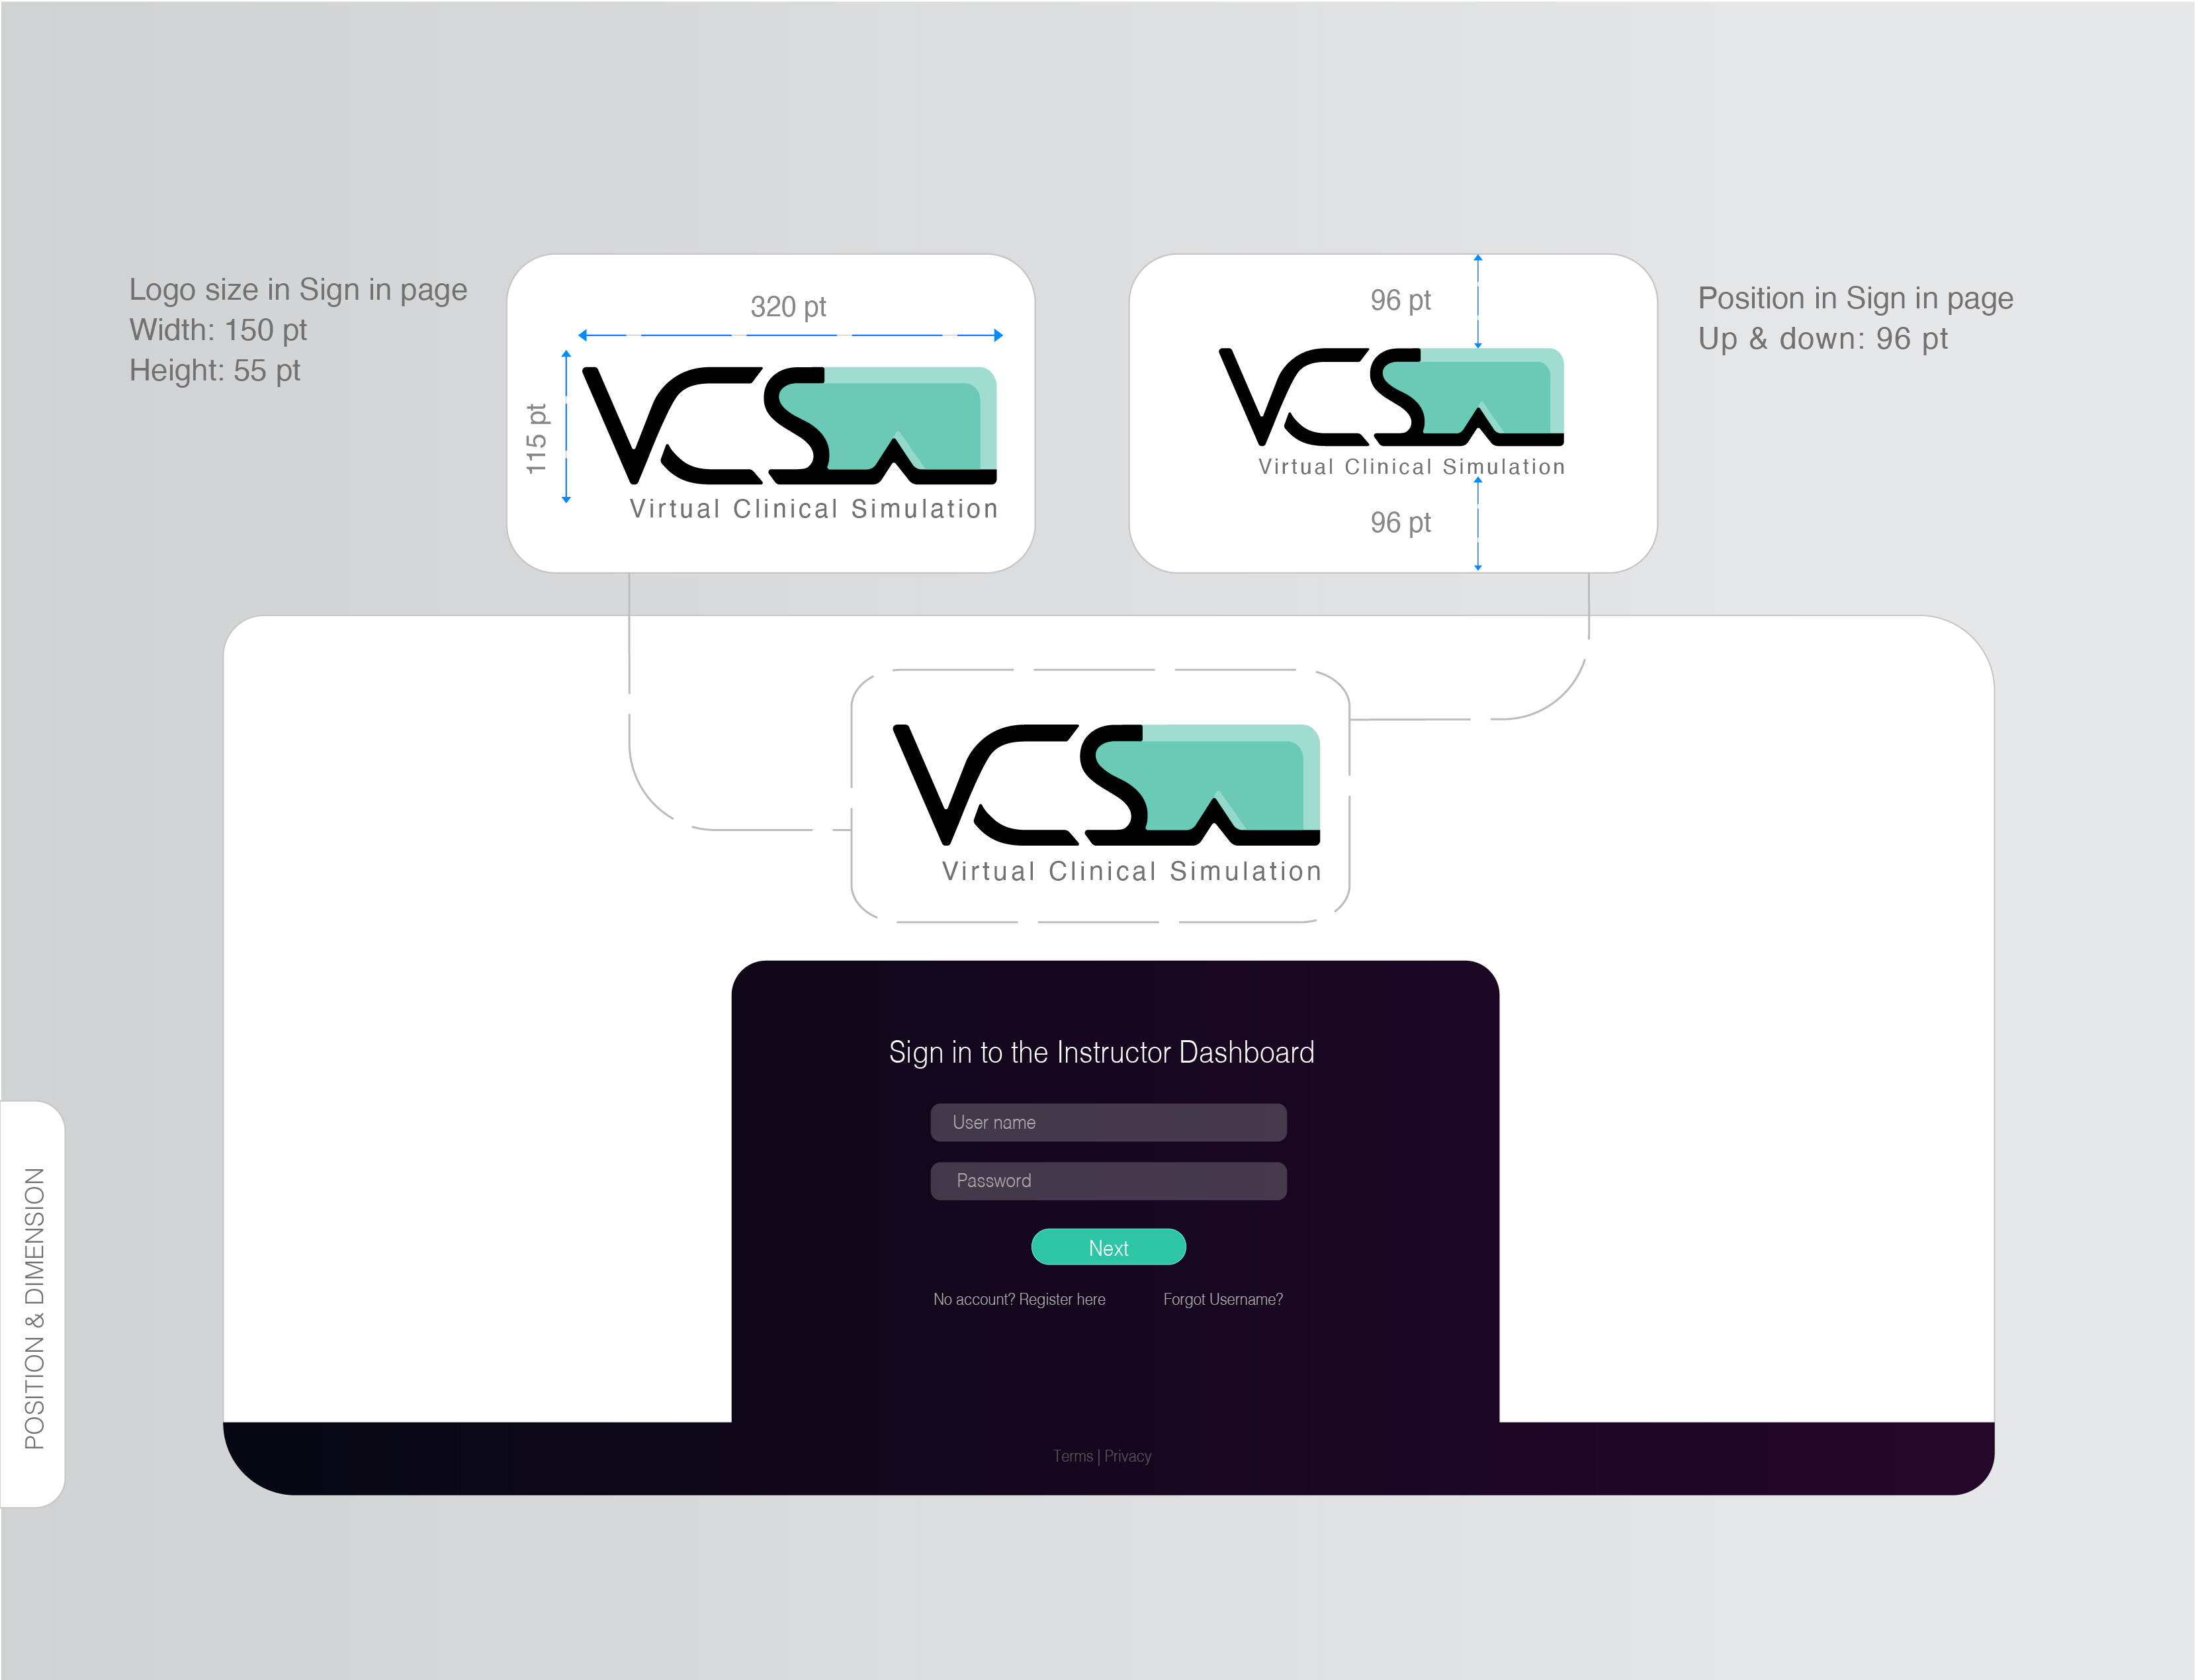 Logo size in Sign in page
Width: 150 pt
Height: 55 pt
320 pt
115 pt
VCS
Virtual Clinical Simulation
96 pt
VCS
Virtual Clinical Simulation
96 pt
Position in Sign in page
Up & down: 96 pt
VCS
Virtual Clinical Simulation
Sign in to the Instructor Dashboard
User name
Password
Next
No account? Register here
Forgot Username?
Terms | Privacy
POSITION & DIMENSION